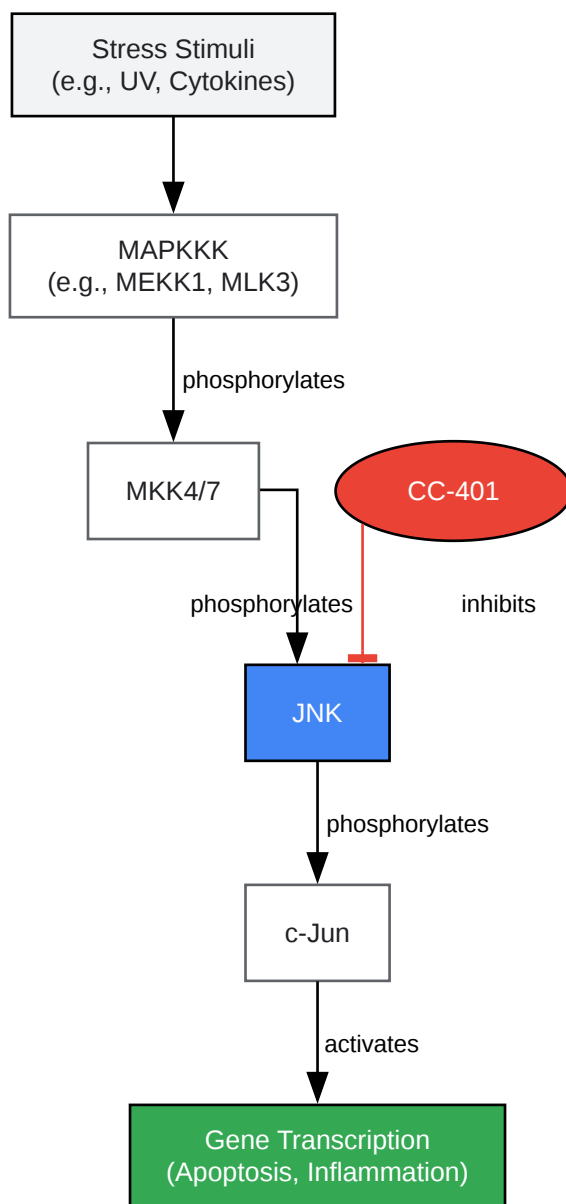 Stress Stimuli
(e.g., UV, Cytokines)
MAPKKK
(e.g., MEKK1, MLK3)
phosphorylates
MKK4/7
CC-401
phosphorylates
inhibits
JNK
phosphorylates
c-Jun
activates
Gene Transcription
(Apoptosis, Inflammation)